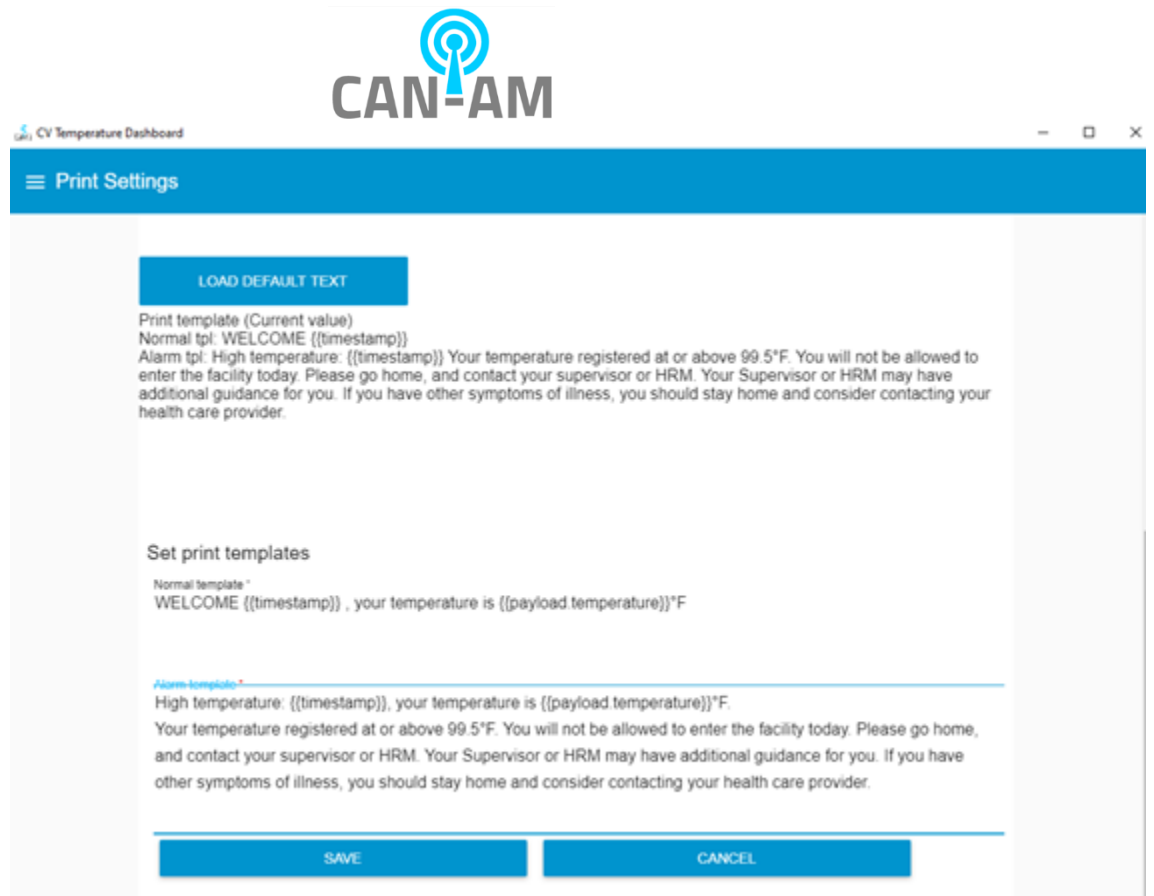 CAN-AM
CV Temperature Dashboard
Print Settings
LOAD DEFAULT TEXT
Print template (Current value)
Normal tpl: WELCOME {{timestamp}}
Alarm tpl: High temperature: {{timestamp}} Your temperature registered at or above 99.5°F. You will not be allowed to
enter the facility today. Please go home, and contact your supervisor or HRM. Your Supervisor or HRM may have
additional guidance for you. If you have other symptoms of illness, you should stay home and consider contacting your
health care provider.
Set print templates
Normal template *
WELCOME {{timestamp}} , your temperature is {{payload.temperature}}°F
Alarm template *
High temperature: {{timestamp}}, your temperature is {{payload.temperature}}°F.
Your temperature registered at or above 99.5°F. You will not be allowed to enter the facility today. Please go home,
and contact your supervisor or HRM. Your Supervisor or HRM may have additional guidance for you. If you have
other symptoms of illness, you should stay home and consider contacting your health care provider.
SAVE
CANCEL